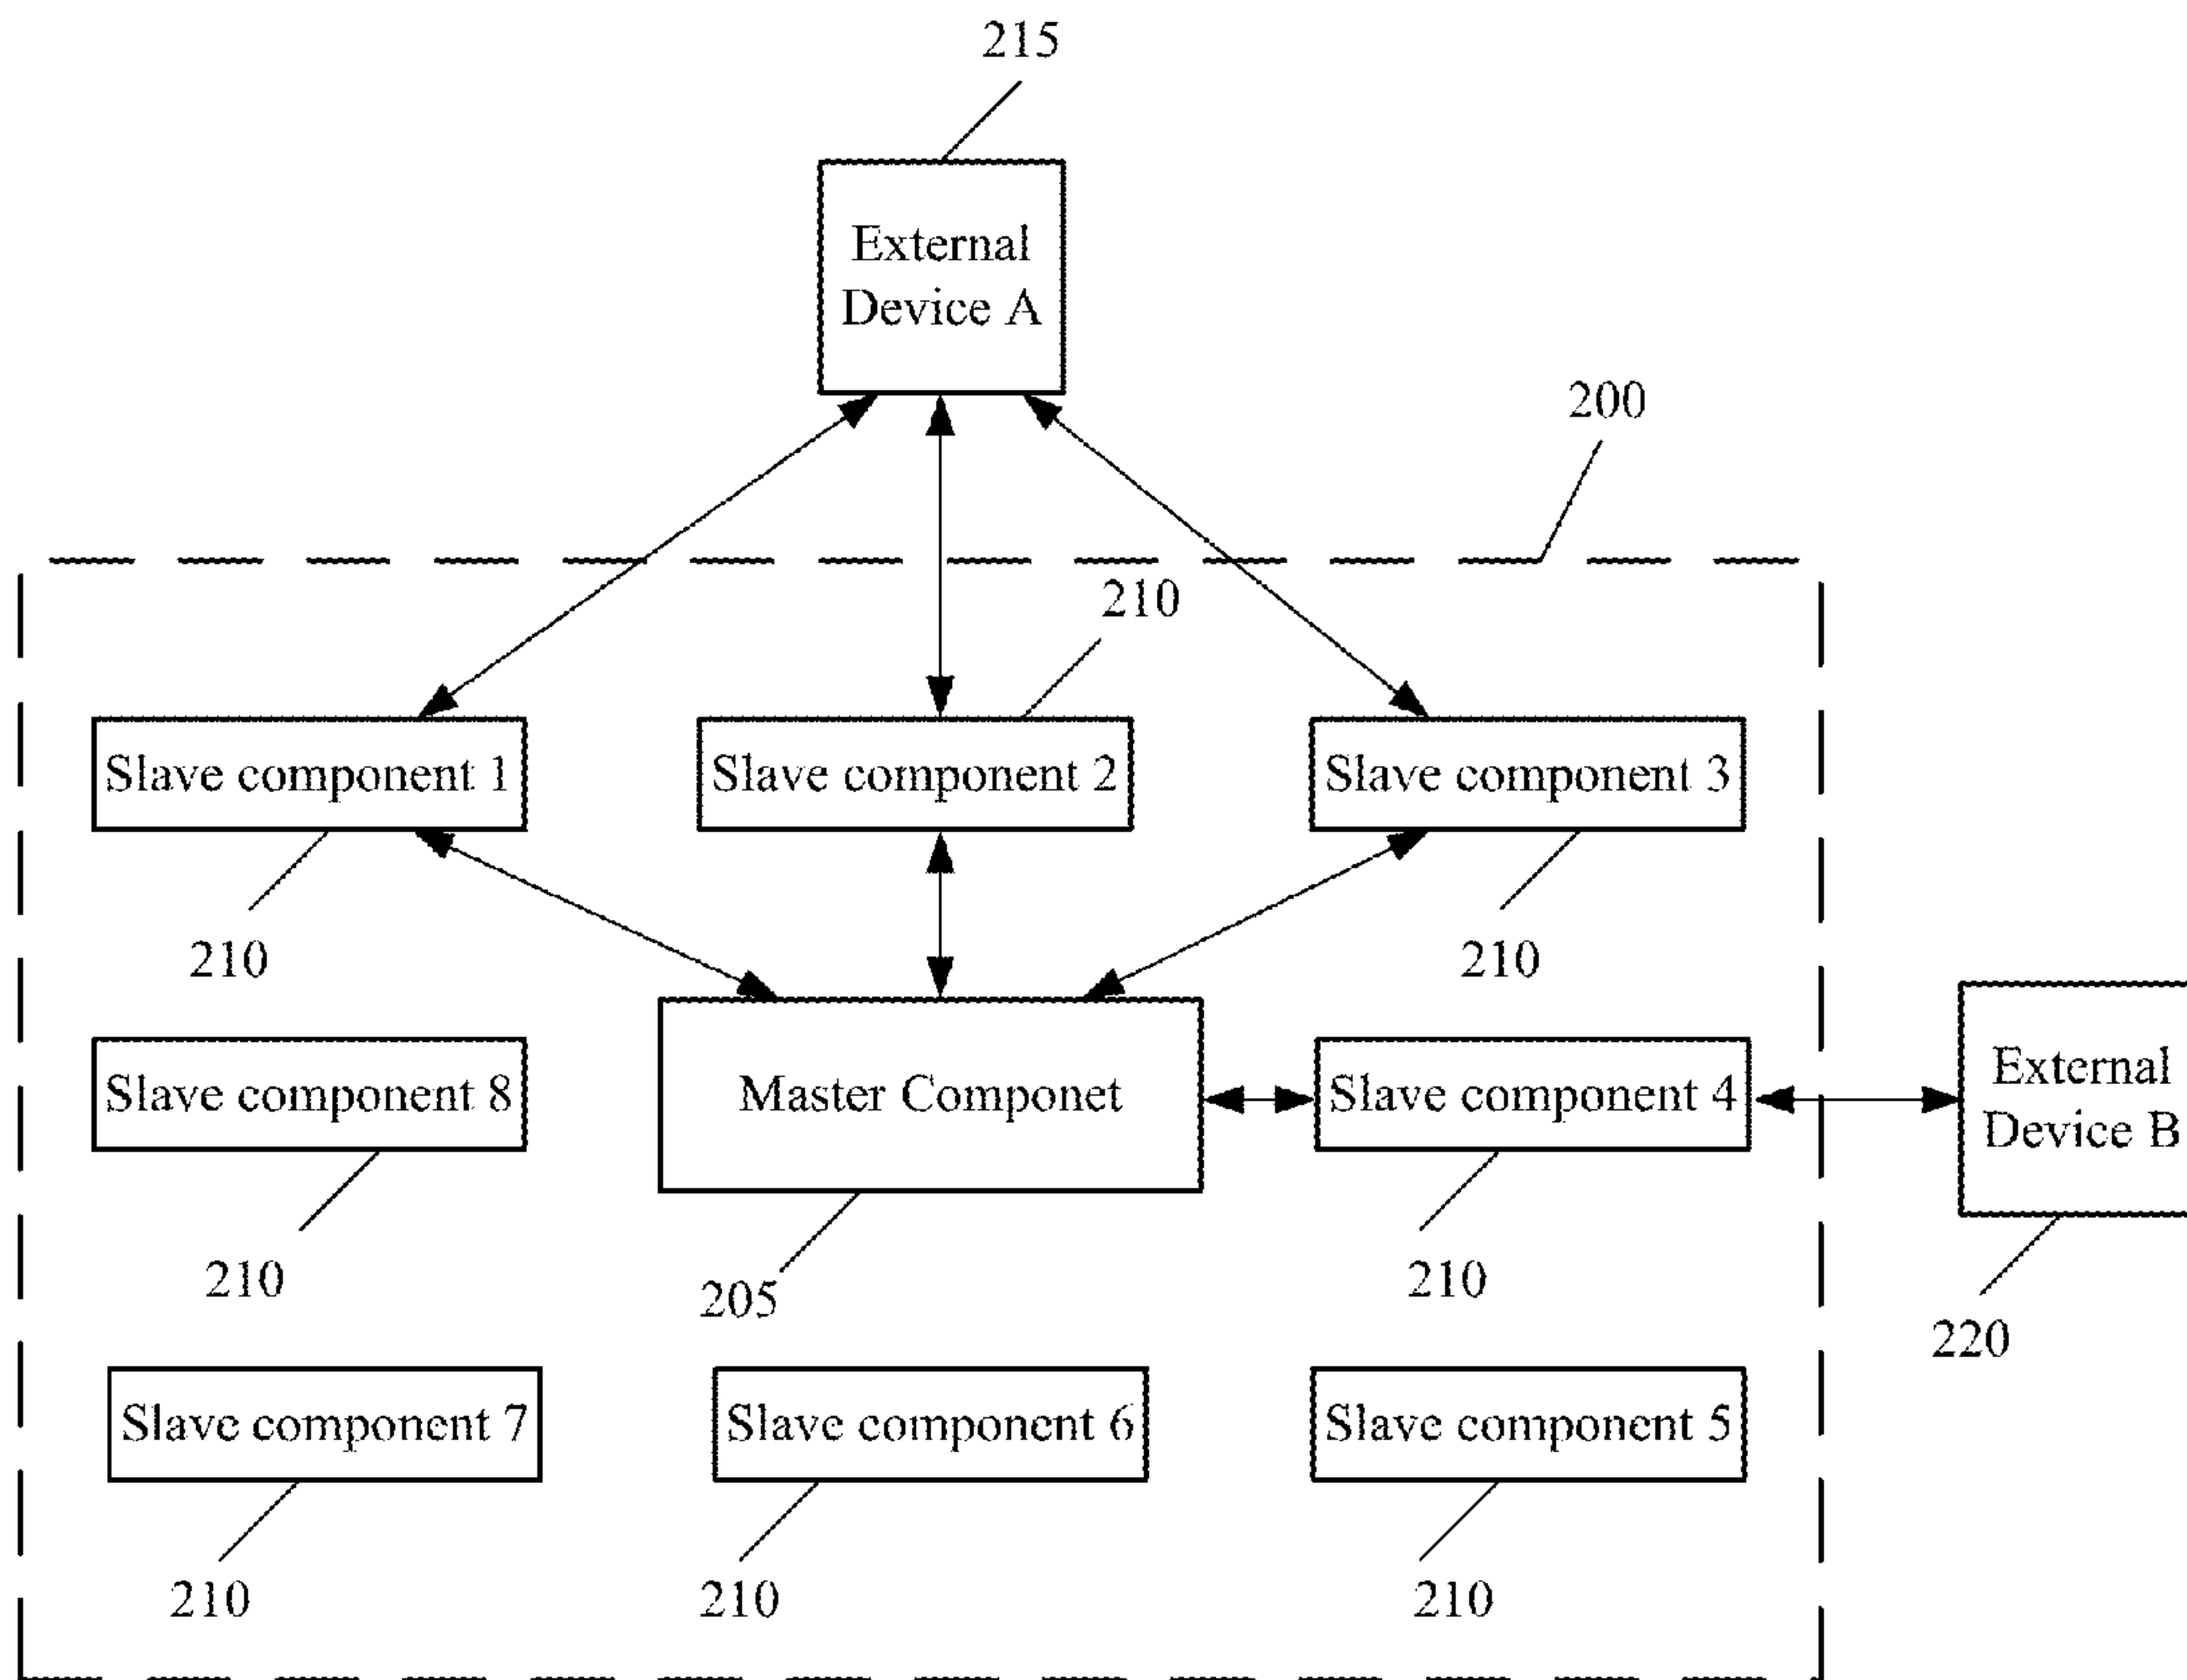 215
External
Device A
200
210
Slave component 1
Slave component 2
Slave component 3
210
210
Slave component 8
Master Componet
Slave component 4
External
Device B
210
205
210
220
Slave component 7
Slave component 6
Slave component 5
210
210
210